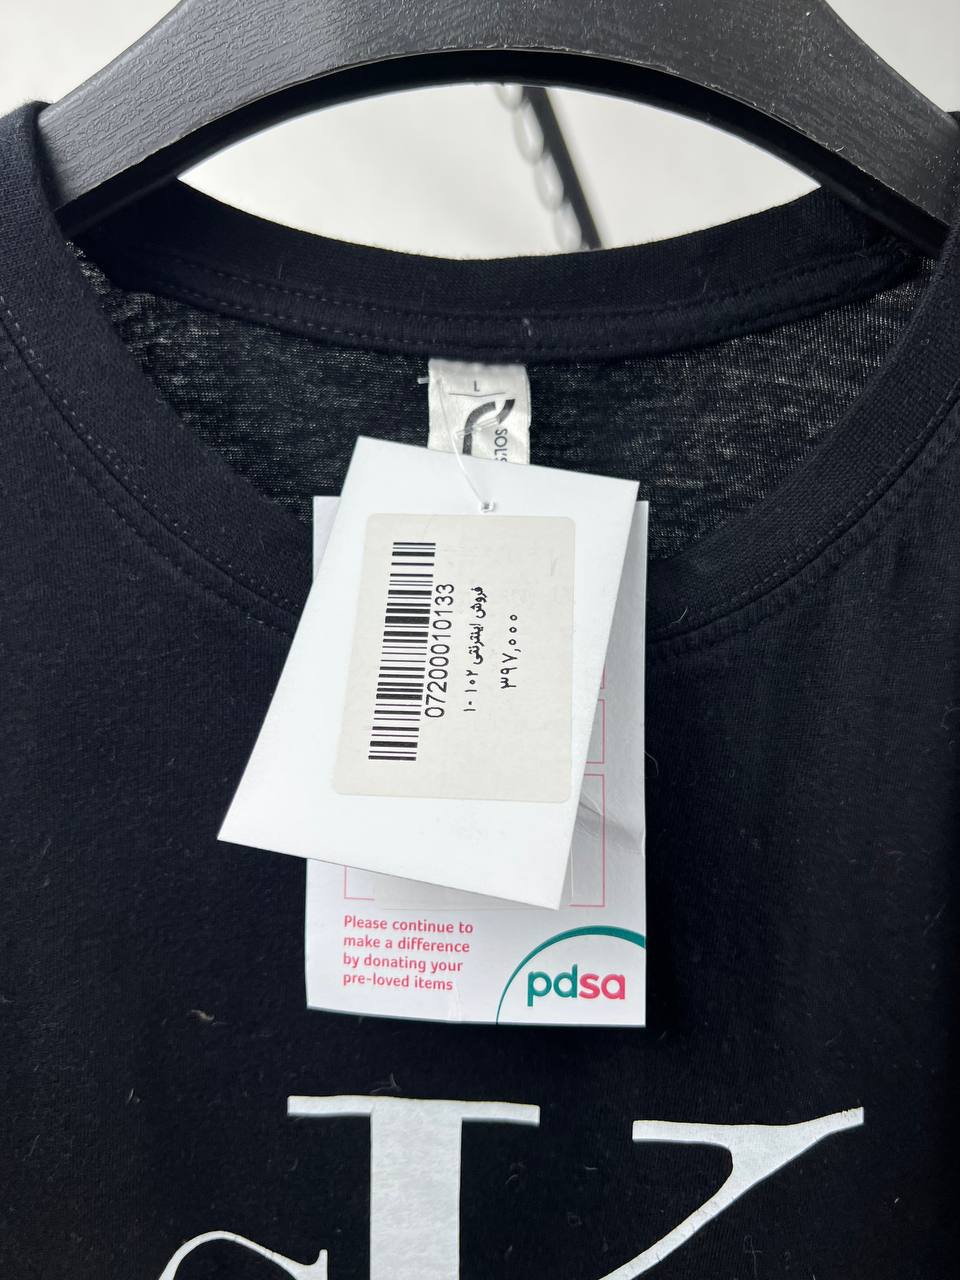 L
SOL'S
07200010133
فروش اینترنتی ۱۰۱۰۲
۳۹۷,۰۰۰
Please continue to
make a difference
by donating your
pre-loved items
pdsa
K